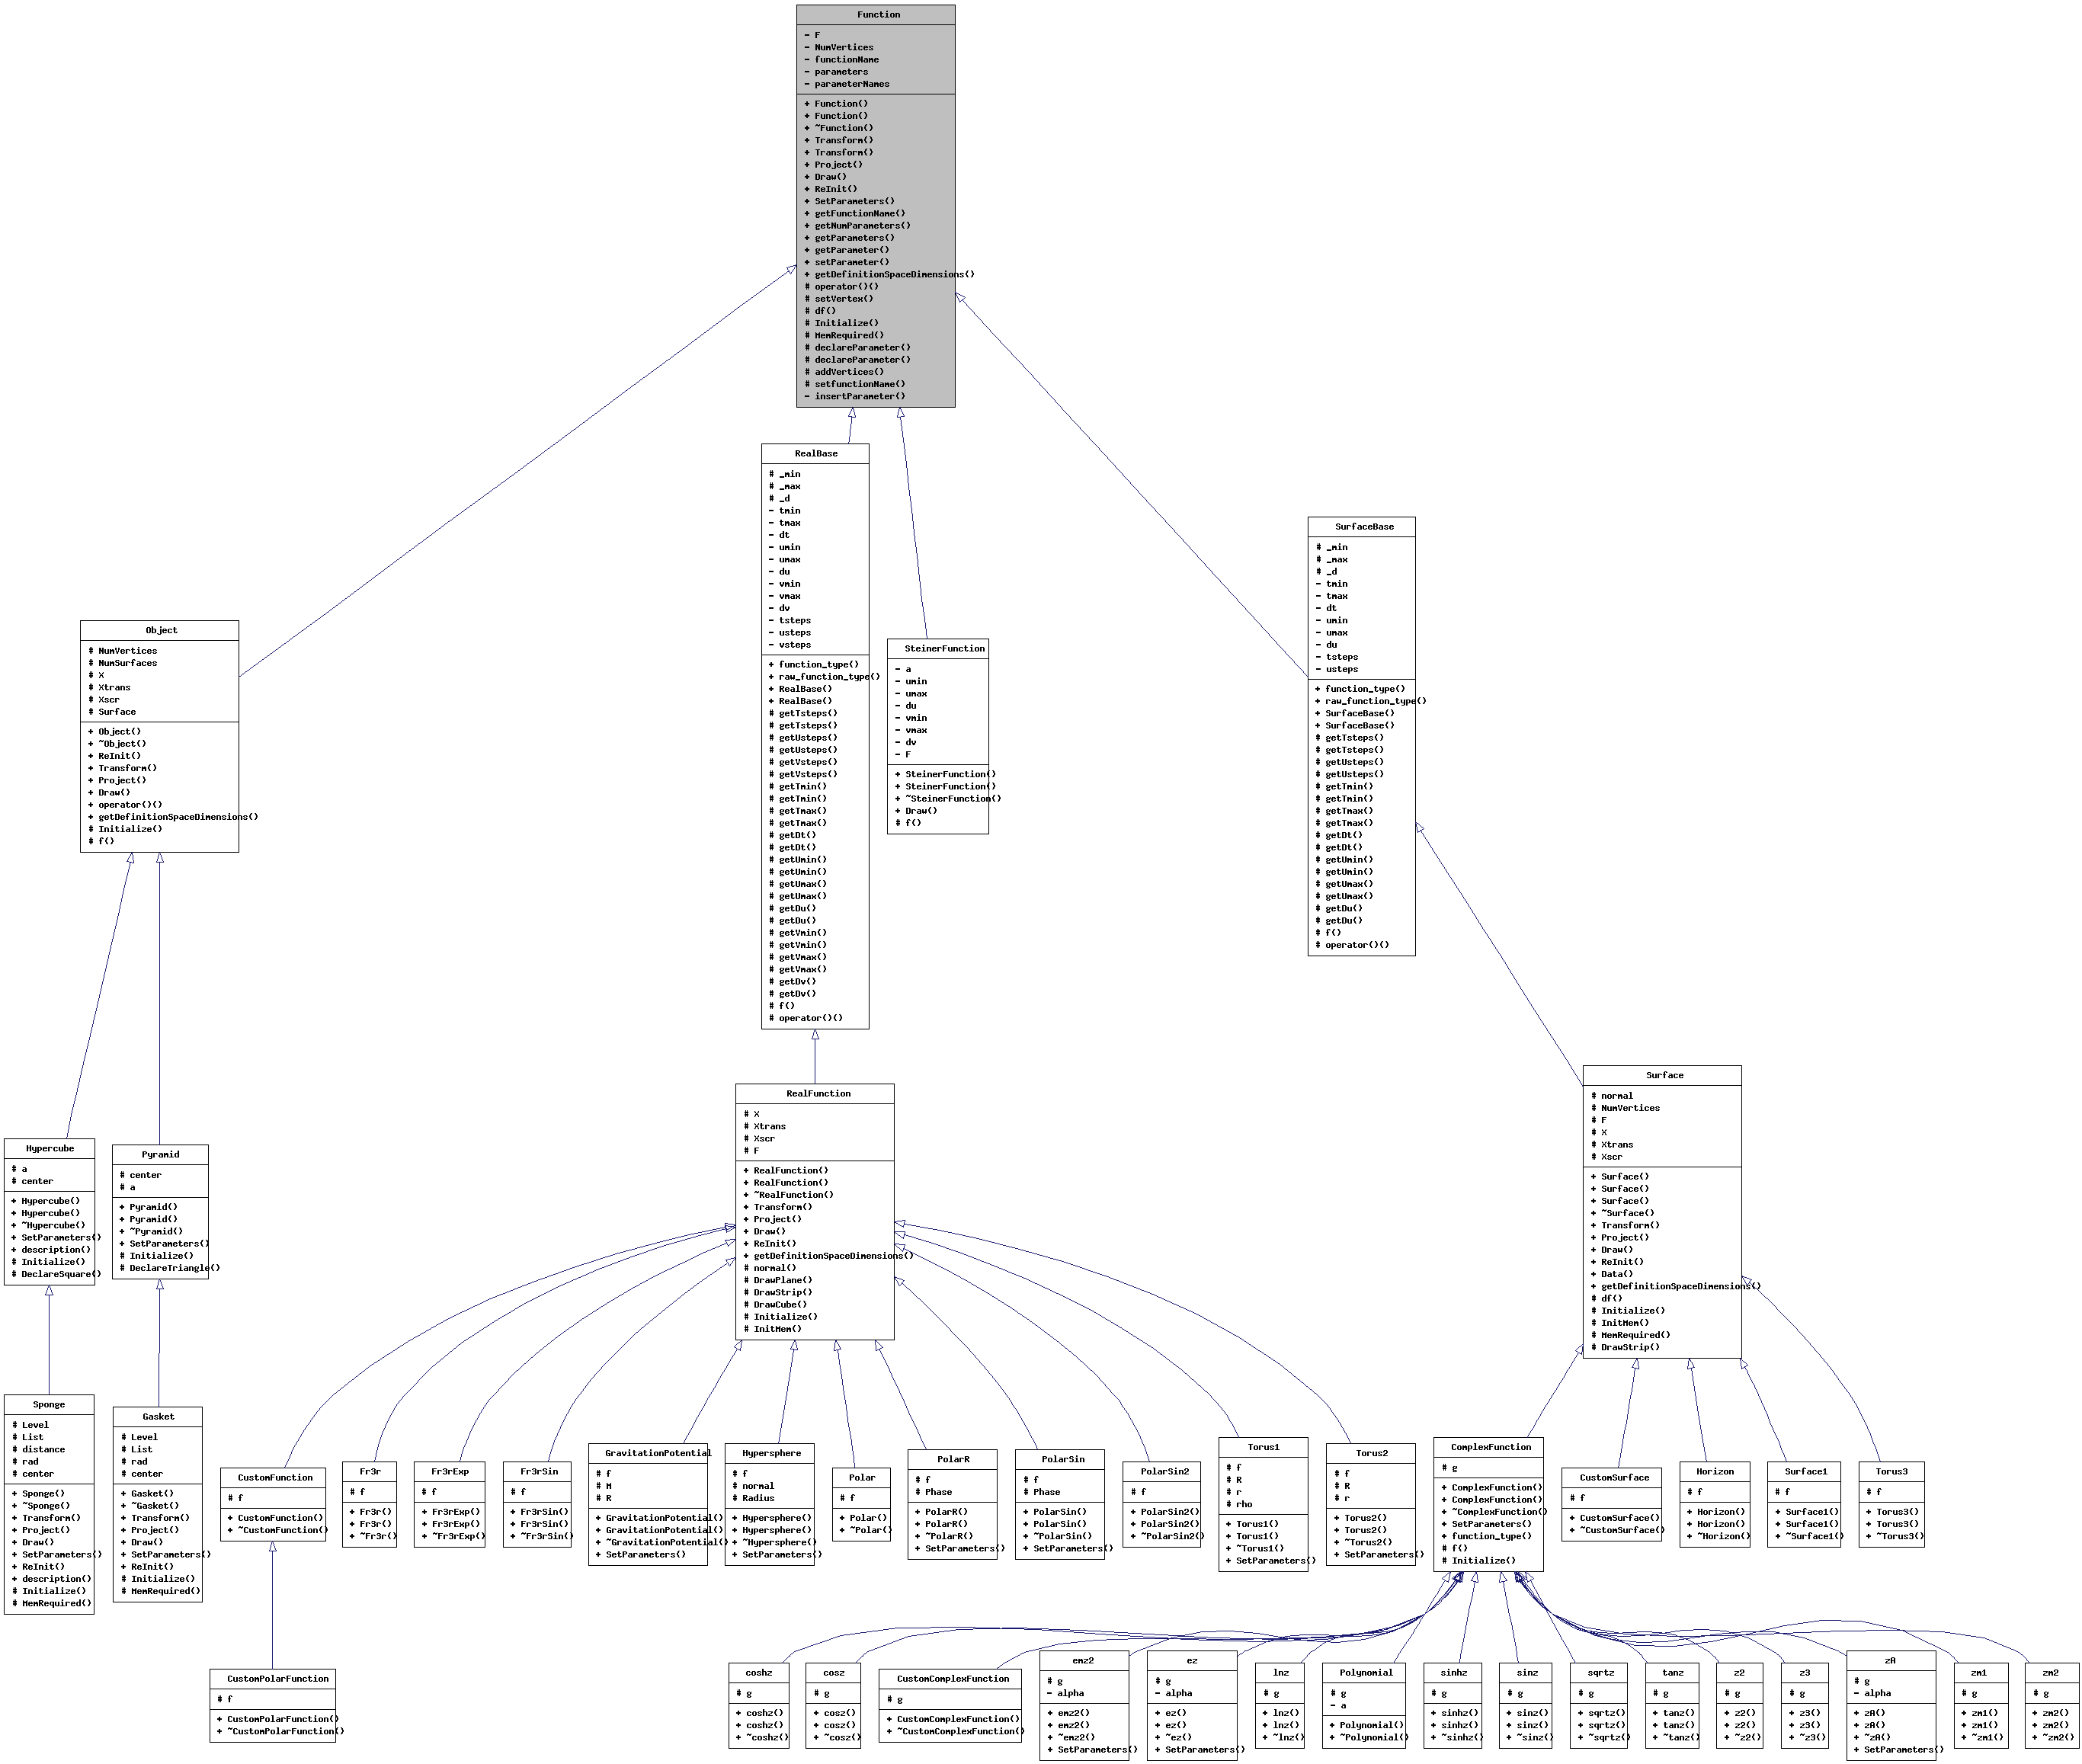 Function
- F
- NumVertices
- functionName
- parameters
- parameterNames
+ Function()
+ Function()
+ ~Function()
+ Transform()
+ Transform()
+ Project()
+ Draw()
+ ReInit()
+ SetParameters()
+ getFunctionName()
+ getNumParameters()
+ getParameters()
+ getParameter()
+ setParameter()
+ getDefinitionSpaceDimensions()
# operator()()
# setVertex()
# df()
# Initialize()
# MemRequired()
# declareParameter()
# declareParameter()
# addVertices()
# setfunctionName()
- insertParameter()
Object
# NumVertices
# NumSurfaces
# X
# Xtrans
# Xscr
# Surface
+ Object()
+ ~Object()
+ ReInit()
+ Transform()
+ Project()
+ Draw()
+ operator()()
+ getDefinitionSpaceDimensions()
# Initialize()
# f()
RealBase
# _min
# _max
# _d
- tmin
- tmax
- dt
- umin
- umax
- du
- vmin
- vmax
- dv
- tsteps
- usteps
- vsteps
+ function_type()
+ raw_function_type()
+ RealBase()
+ RealBase()
# getTsteps()
# getTsteps()
# getUsteps()
# getUsteps()
# getVsteps()
# getVsteps()
# getTmin()
# getTmin()
# getTmax()
# getTmax()
# getDt()
# getDt()
# getUmin()
# getUmin()
# getUmax()
# getUmax()
# getDu()
# getDu()
# getVmin()
# getVmin()
# getVmax()
# getVmax()
# getDv()
# getDv()
# f()
# operator()()
SteinerFunction
- a
- umin
- umax
- du
- vmin
- vmax
- dv
- F
+ SteinerFunction()
+ SteinerFunction()
+ ~SteinerFunction()
+ Draw()
# f()
SurfaceBase
# _min
# _max
# _d
- tmin
- tmax
- dt
- umin
- umax
- du
- tsteps
- usteps
+ function_type()
+ raw_function_type()
+ SurfaceBase()
+ SurfaceBase()
# getTsteps()
# getTsteps()
# getUsteps()
# getUsteps()
# getTmin()
# getTmin()
# getTmax()
# getTmax()
# getDt()
# getDt()
# getUmin()
# getUmin()
# getUmax()
# getUmax()
# getDu()
# getDu()
# f()
# operator()()
Hypercube
# a
# center
+ Hypercube()
+ Hypercube()
+ ~Hypercube()
+ SetParameters()
+ description()
# Initialize()
# DeclareSquare()
Pyramid
# center
# a
+ Pyramid()
+ Pyramid()
+ ~Pyramid()
+ SetParameters()
# Initialize()
# DeclareTriangle()
RealFunction
# X
# Xtrans
# Xscr
# F
+ RealFunction()
+ RealFunction()
+ ~RealFunction()
+ Transform()
+ Project()
+ Draw()
+ ReInit()
+ getDefinitionSpaceDimensions()
# normal()
# DrawPlane()
# DrawStrip()
# DrawCube()
# Initialize()
# InitMem()
Surface
# normal
# NumVertices
# F
# X
# Xtrans
# Xscr
+ Surface()
+ Surface()
+ Surface()
+ ~Surface()
+ Transform()
+ Project()
+ Draw()
+ ReInit()
+ Data()
+ getDefinitionSpaceDimensions()
# df()
# Initialize()
# InitMem()
# MemRequired()
# DrawStrip()
Sponge
# Level
# List
# distance
# rad
# center
+ Sponge()
+ ~Sponge()
+ Transform()
+ Project()
+ Draw()
+ SetParameters()
+ ReInit()
+ description()
# Initialize()
# MemRequired()
Gasket
# Level
# List
# rad
# center
+ Gasket()
+ ~Gasket()
+ Transform()
+ Project()
+ Draw()
+ SetParameters()
+ ReInit()
# Initialize()
# MemRequired()
CustomFunction
# f
+ CustomFunction()
+ ~CustomFunction()
Fr3r
# f
+ Fr3r()
+ Fr3r()
+ ~Fr3r()
Fr3rExp
# f
+ Fr3rExp()
+ Fr3rExp()
+ ~Fr3rExp()
Fr3rSin
# f
+ Fr3rSin()
+ Fr3rSin()
+ ~Fr3rSin()
GravitationPotential
# f
# M
# R
+ GravitationPotential()
+ GravitationPotential()
+ ~GravitationPotential()
+ SetParameters()
Hypersphere
# f
# normal
# Radius
+ Hypersphere()
+ Hypersphere()
+ ~Hypersphere()
+ SetParameters()
Polar
# f
+ Polar()
+ ~Polar()
PolarR
# f
# Phase
+ PolarR()
+ PolarR()
+ ~PolarR()
+ SetParameters()
PolarSin
# f
# Phase
+ PolarSin()
+ PolarSin()
+ ~PolarSin()
+ SetParameters()
PolarSin2
# f
+ PolarSin2()
+ PolarSin2()
+ ~PolarSin2()
Torus1
# f
# R
# r
# rho
+ Torus1()
+ Torus1()
+ ~Torus1()
+ SetParameters()
Torus2
# f
# R
# r
+ Torus2()
+ Torus2()
+ ~Torus2()
+ SetParameters()
ComplexFunction
# g
+ ComplexFunction()
+ ComplexFunction()
+ ~ComplexFunction()
+ SetParameters()
+ function_type()
# f()
# Initialize()
CustomSurface
# f
+ CustomSurface()
+ ~CustomSurface()
Horizon
# f
+ Horizon()
+ Horizon()
+ ~Horizon()
Surface1
# f
+ Surface1()
+ Surface1()
+ ~Surface1()
Torus3
# f
+ Torus3()
+ Torus3()
+ ~Torus3()
CustomPolarFunction
# f
+ CustomPolarFunction()
+ ~CustomPolarFunction()
coshz
# g
+ coshz()
+ coshz()
+ ~coshz()
cosz
# g
+ cosz()
+ cosz()
+ ~cosz()
CustomComplexFunction
# g
+ CustomComplexFunction()
+ ~CustomComplexFunction()
emz2
# g
- alpha
+ emz2()
+ emz2()
+ ~emz2()
+ SetParameters()
ez
# g
- alpha
+ ez()
+ ez()
+ ~ez()
+ SetParameters()
lnz
# g
+ lnz()
+ lnz()
+ ~lnz()
Polynomial
# g
- a
+ Polynomial()
+ ~Polynomial()
sinhz
# g
+ sinhz()
+ sinhz()
+ ~sinhz()
sinz
# g
+ sinz()
+ sinz()
+ ~sinz()
sqrtz
# g
+ sqrtz()
+ sqrtz()
+ ~sqrtz()
tanz
# g
+ tanz()
+ tanz()
+ ~tanz()
z2
# g
+ z2()
+ z2()
+ ~z2()
z3
# g
+ z3()
+ z3()
+ ~z3()
zA
# g
- alpha
+ zA()
+ zA()
+ ~zA()
+ SetParameters()
zm1
# g
+ zm1()
+ zm1()
+ ~zm1()
zm2
# g
+ zm2()
+ zm2()
+ ~zm2()